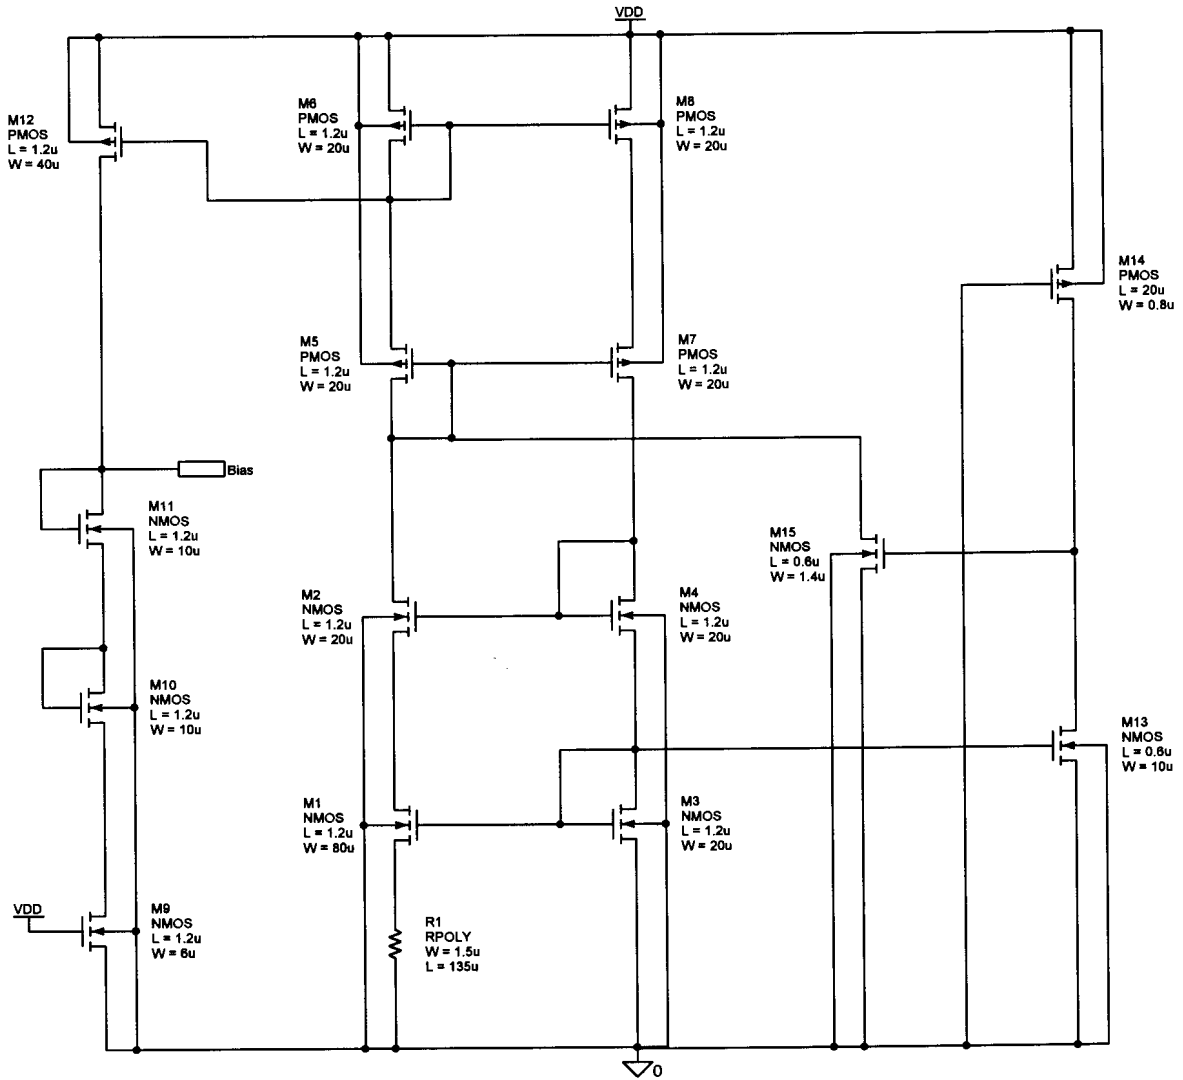 VDD
M12
PMOS
L = 1.2u
W = 40u
M6
PMOS
L = 1.2u
W = 20u
M8
PMOS
L = 1.2u
W = 20u
M14
PMOS
L = 20u
W = 0.8u
M5
PMOS
L = 1.2u
W = 20u
M7
PMOS
L = 1.2u
W = 20u
Bias
M11
NMOS
L = 1.2u
W = 10u
M15
NMOS
L = 0.6u
W = 1.4u
M2
NMOS
L = 1.2u
W = 20u
M4
NMOS
L = 1.2u
W = 20u
M10
NMOS
L = 1.2u
W = 10u
M13
NMOS
L = 0.6u
W = 10u
M1
NMOS
L = 1.2u
W = 80u
M3
NMOS
L = 1.2u
W = 20u
VDD
M9
NMOS
L = 1.2u
W = 6u
R1
RPOLY
W = 1.5u
L = 135u
0